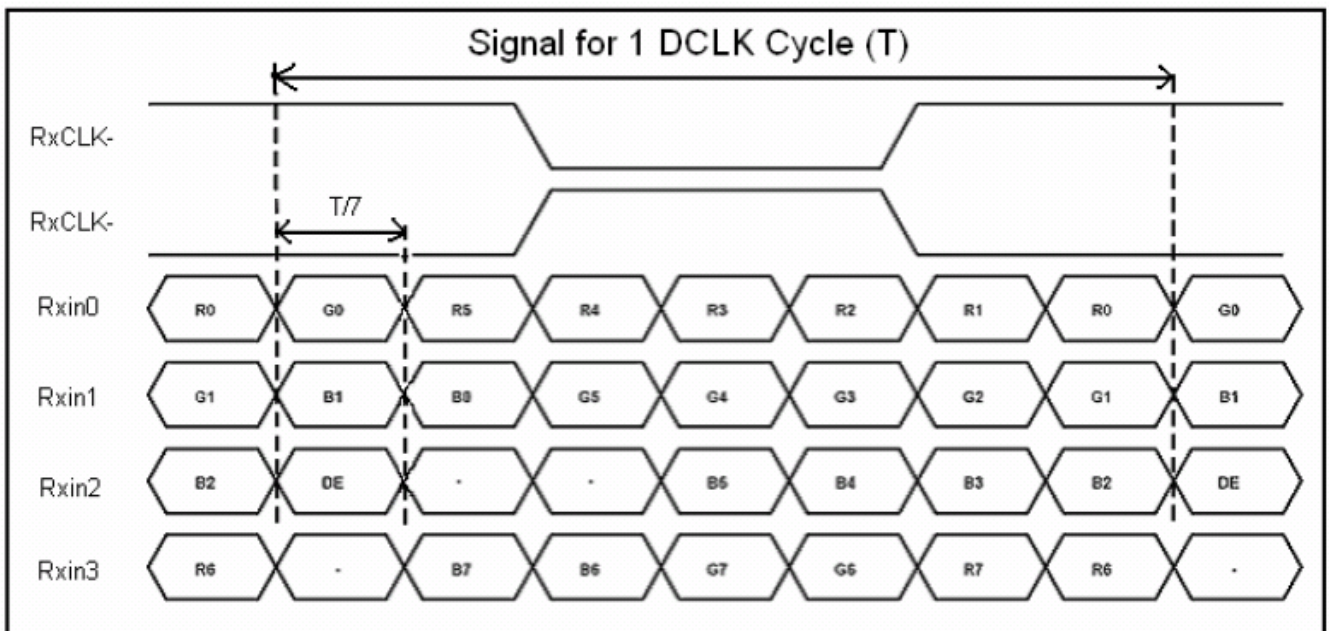 Signal for 1 DCLK Cycle (T)
RxCLK-
RxCLK-
T/7
Rxin0 R0 G0 R5 R4 R3 R2 R1 R0 G0
Rxin1 G1 B1 B0 G5 G4 G3 G2 G1 B1
Rxin2 B2 DE - - B5 B4 B3 B2 DE
Rxin3 R6 - B7 B6 G7 G6 R7 R6 -